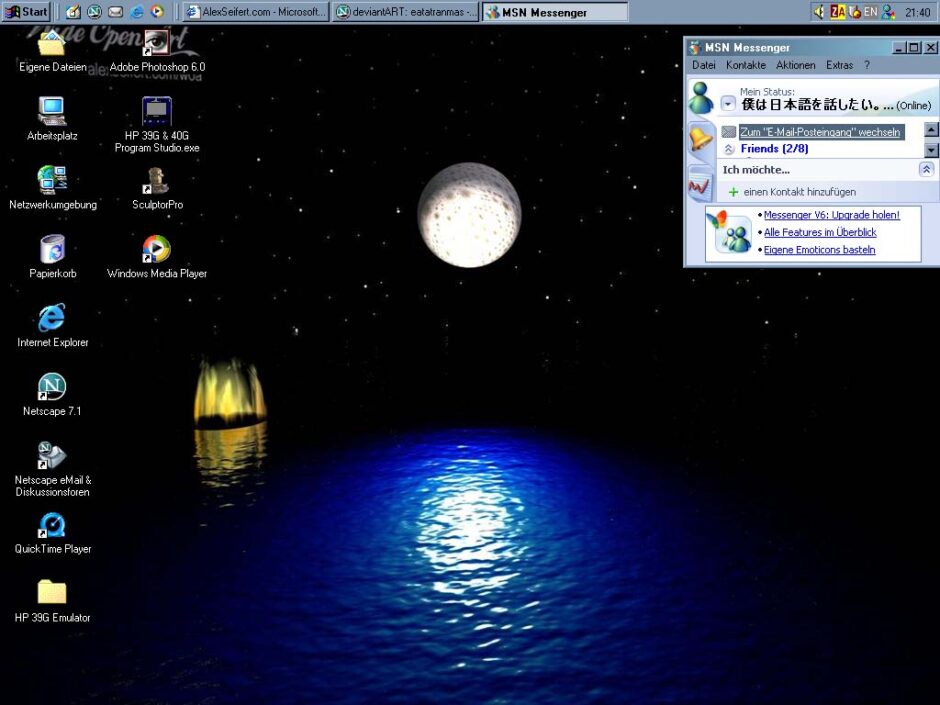 Start
AlexSeifert.com - Microsoft...
deviantART: eatatranmas -...
MSN Messenger
ZA
EN
21:40
Eigene Dateien
Adobe Photoshop 6.0
Arbeitsplatz
HP 39G & 40G
Program Studio.exe
Netzwerkumgebung
SculptorPro
Papierkorb
Windows Media Player
Internet Explorer
Netscape 7.1
Netscape eMail &
Diskussionsforen
QuickTime Player
HP 39G Emulator
MSN Messenger
Datei Kontakte Aktionen Extras ?
Mein Status:
僕は日本語を話したい。... (Online)
Zum "E-Mail-Posteingang" wechseln
Friends (2/8)
Ich möchte...
einen Kontakt hinzufügen
• Messenger V6: Upgrade holen!
• Alle Features im Überblick
• Eigene Emoticons basteln